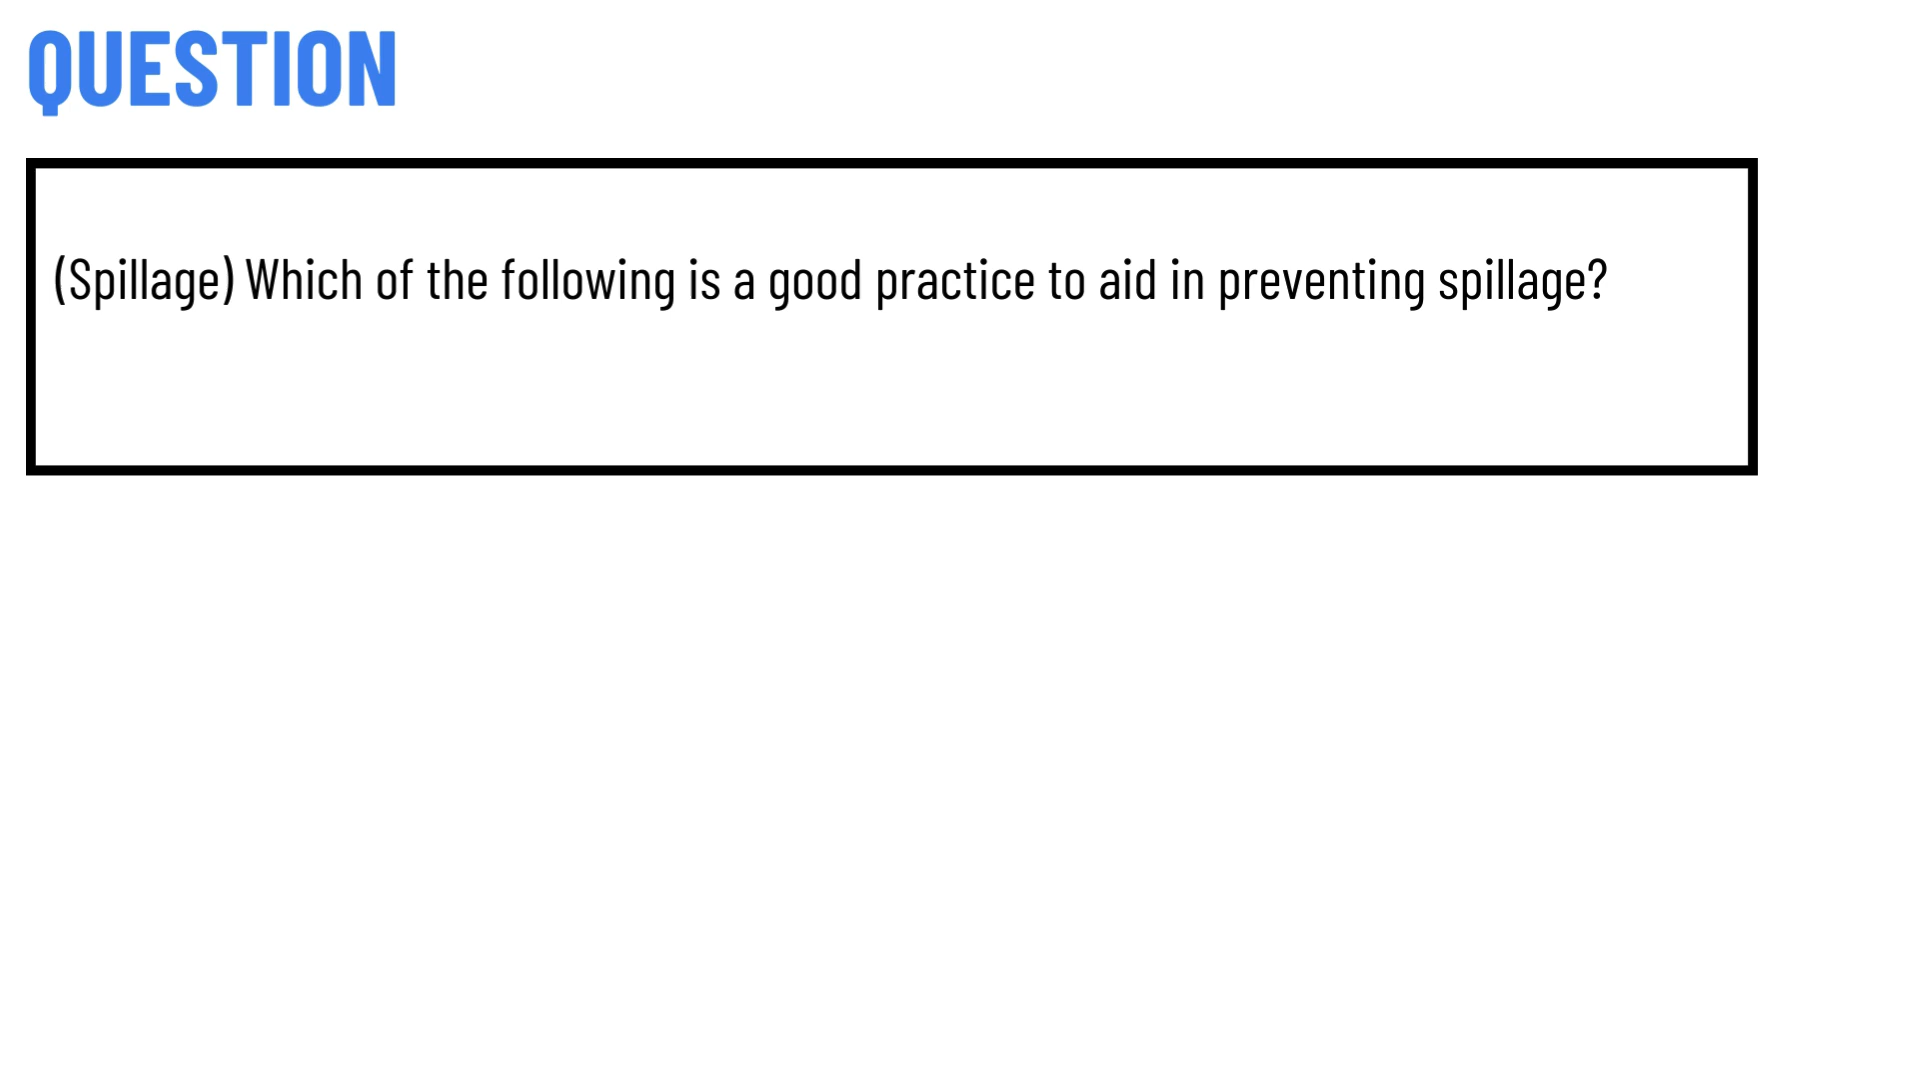 QUESTION
(Spillage) Which of the following is a good practice to aid in preventing spillage?